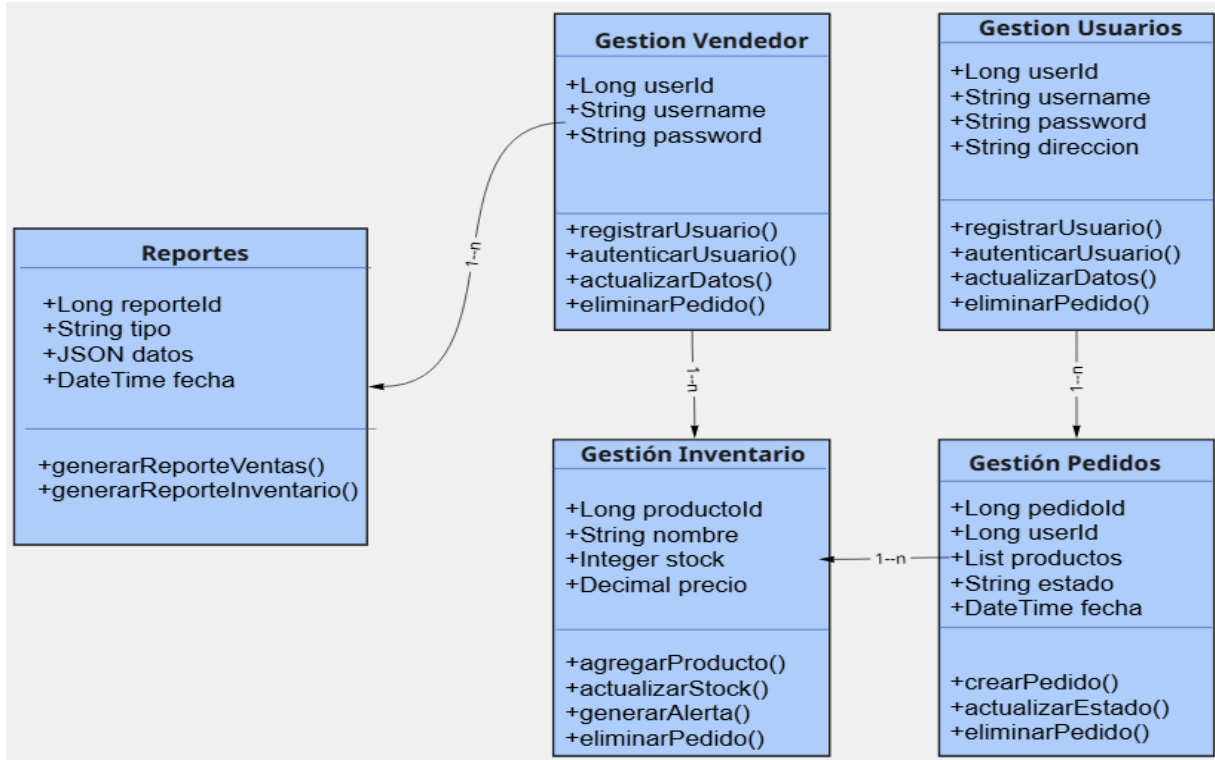 Gestion Vendedor
+Long userId
+String username
+String password
+registrarUsuario()
+autenticarUsuario()
+actualizarDatos()
+eliminarPedido()
Gestion Usuarios
+Long userId
+String username
+String password
+String direccion
+registrarUsuario()
+autenticarUsuario()
+actualizarDatos()
+eliminarPedido()
Reportes
+Long reporteId
+String tipo
+JSON datos
+DateTime fecha
+generarReporteVentas()
+generarReporteInventario()
1--n
1--n
1--n
Gestión Inventario
+Long productoId
+String nombre
+Integer stock
+Decimal precio
+agregarProducto()
+actualizarStock()
+generarAlerta()
+eliminarPedido()
1--n
Gestión Pedidos
+Long pedidoId
+Long userId
+List productos
+String estado
+DateTime fecha
+crearPedido()
+actualizarEstado()
+eliminarPedido()